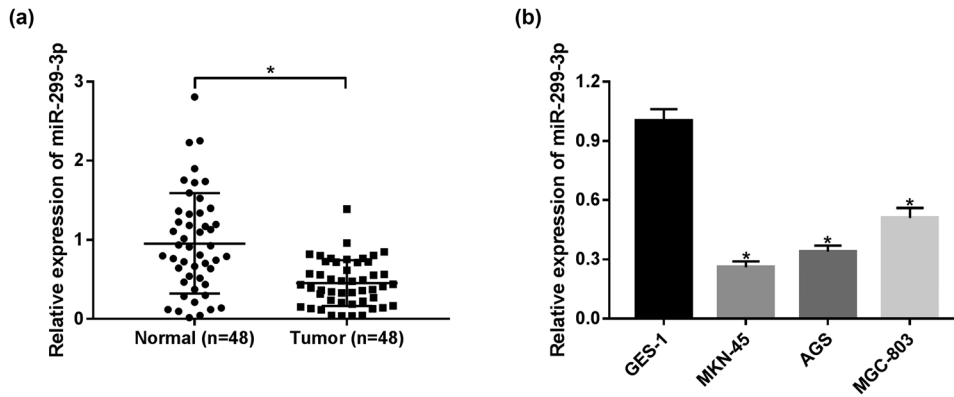 (a)
Relative expression of miR-299-3p
3
2
1
0
*
Normal (n=48)
Tumor (n=48)
(b)
Relative expression of miR-299-3p
1.2
0.9
0.6
0.3
0.0
*
*
*
GES-1
MKN-45
AGS
MGC-803